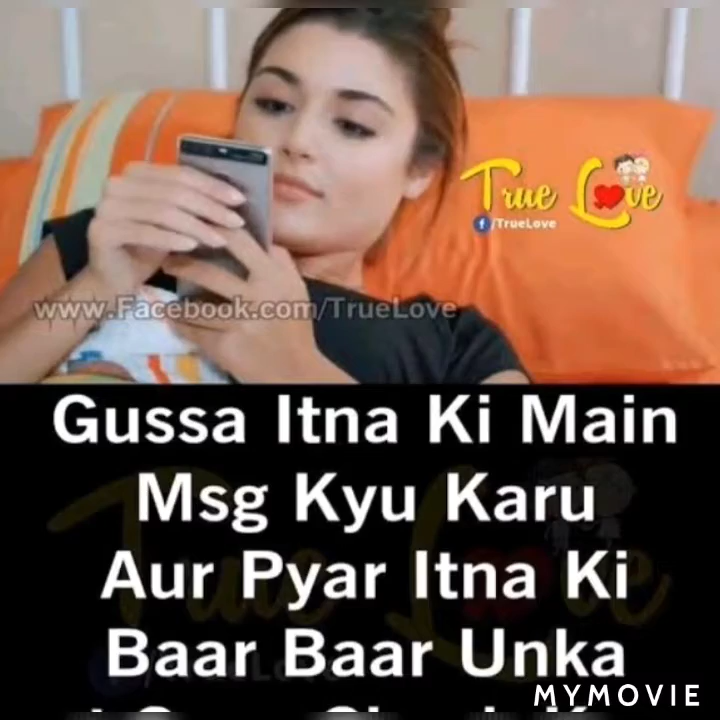 True Love
f/TrueLove
www.Facebook.com/TrueLove
Gussa Itna Ki Main
Msg Kyu Karu
Aur Pyar Itna Ki
Baar Baar Unka
MYMOVIE